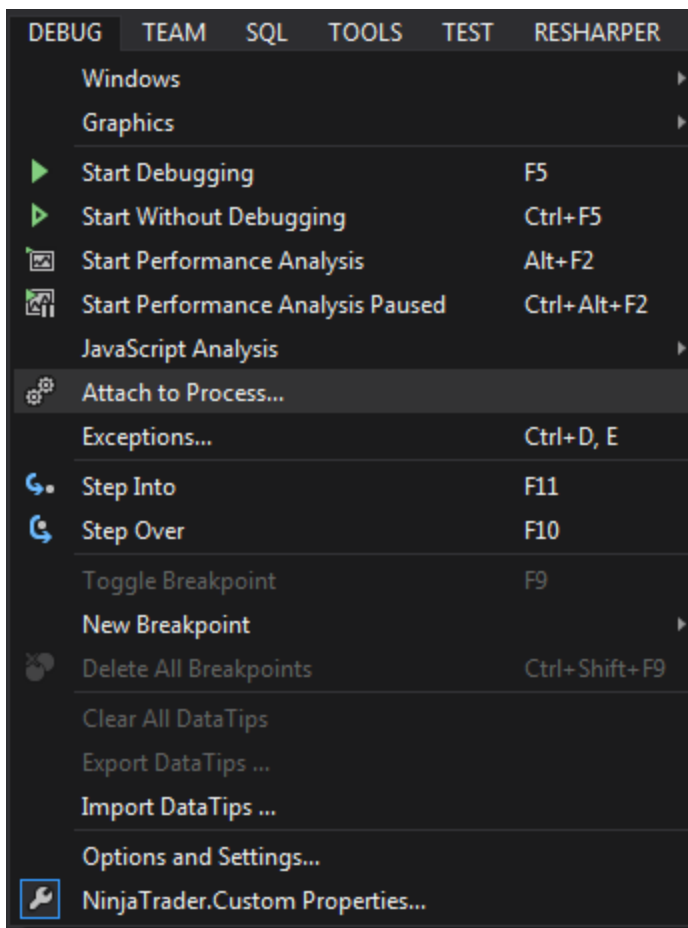 DEBUG TEAM SQL TOOLS TEST RESHARPER
Windows
Graphics
Start Debugging F5
Start Without Debugging Ctrl+F5
Start Performance Analysis Alt+F2
Start Performance Analysis Paused Ctrl+Alt+F2
JavaScript Analysis
Attach to Process...
Exceptions... Ctrl+D, E
Step Into F11
Step Over F10
Toggle Breakpoint F9
New Breakpoint
Delete All Breakpoints Ctrl+Shift+F9
Clear All DataTips
Export DataTips ...
Import DataTips ...
Options and Settings...
NinjaTrader.Custom Properties...